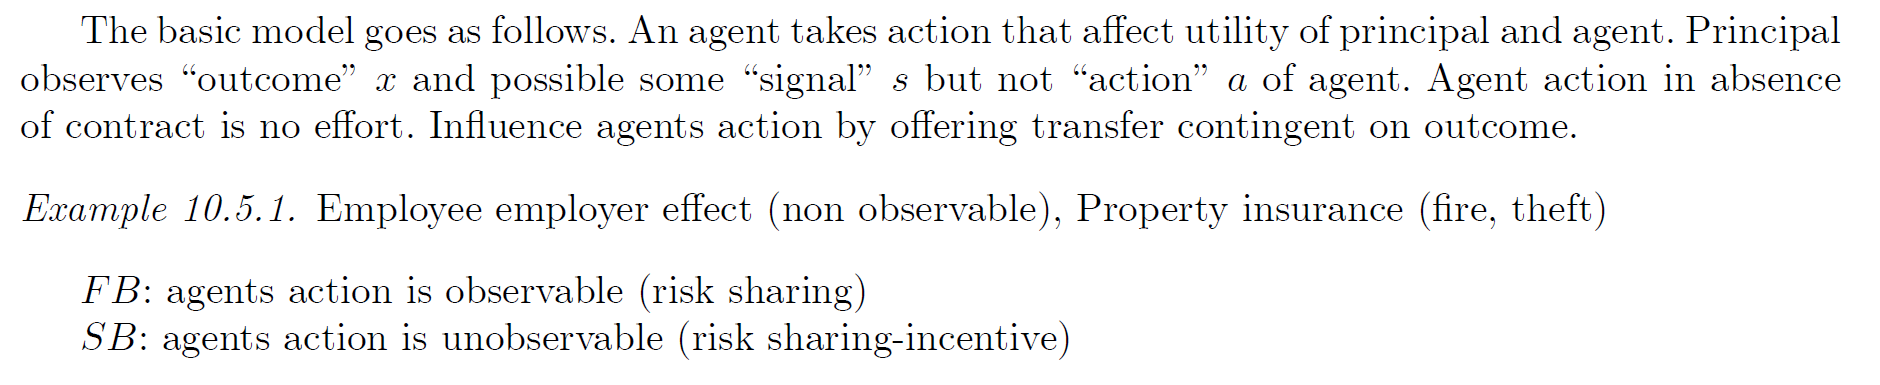 The basic model goes as follows. An agent takes action that affect utility of principal and agent. Principal
observes “outcome” x and possible some “signal” s but not “action” a of agent. Agent action in absence
of contract is no effort. Influence agents action by offering transfer contingent on outcome.
Example 10.5.1. Employee employer effect (non observable), Property insurance (fire, theft)
FB: agents action is observable (risk sharing)
SB: agents action is unobservable (risk sharing-incentive)